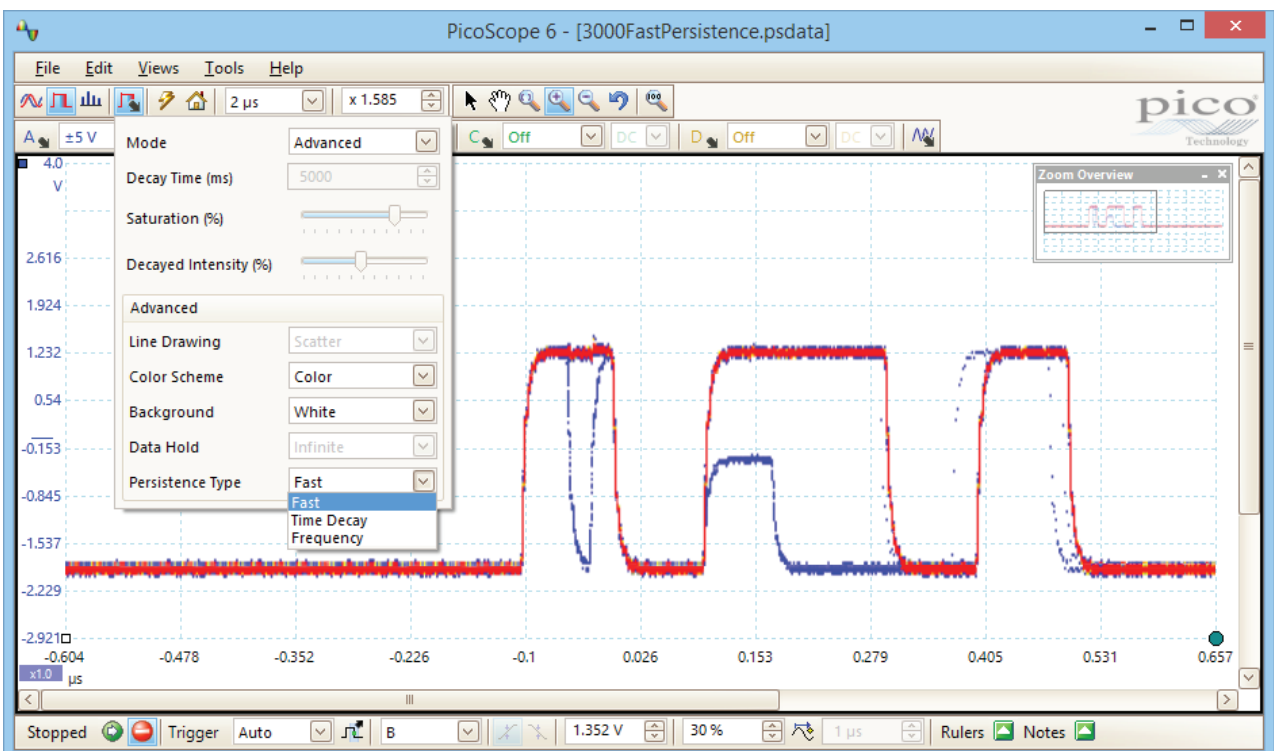 PicoScope 6 - [3000FastPersistence.psdata]
File Edit Views Tools Help
2 µs x 1.585
pico
Technology
A ±5 V C Off DC D Off DC
Mode Advanced
Decay Time (ms) 5000
Saturation (%)
Decayed Intensity (%)
Advanced
Line Drawing Scatter
Color Scheme Color
Background White
Data Hold Infinite
Persistence Type Fast
Fast
Time Decay
Frequency
Zoom Overview
4.0
V
2.616
1.924
1.232
0.54
-0.153
-0.845
-1.537
-2.229
-2.921
-0.604 -0.478 -0.352 -0.226 -0.1 0.026 0.153 0.279 0.405 0.531 0.657
x1.0 µs
Stopped Trigger Auto B 1.352 V 30 % 1 µs Rulers Notes